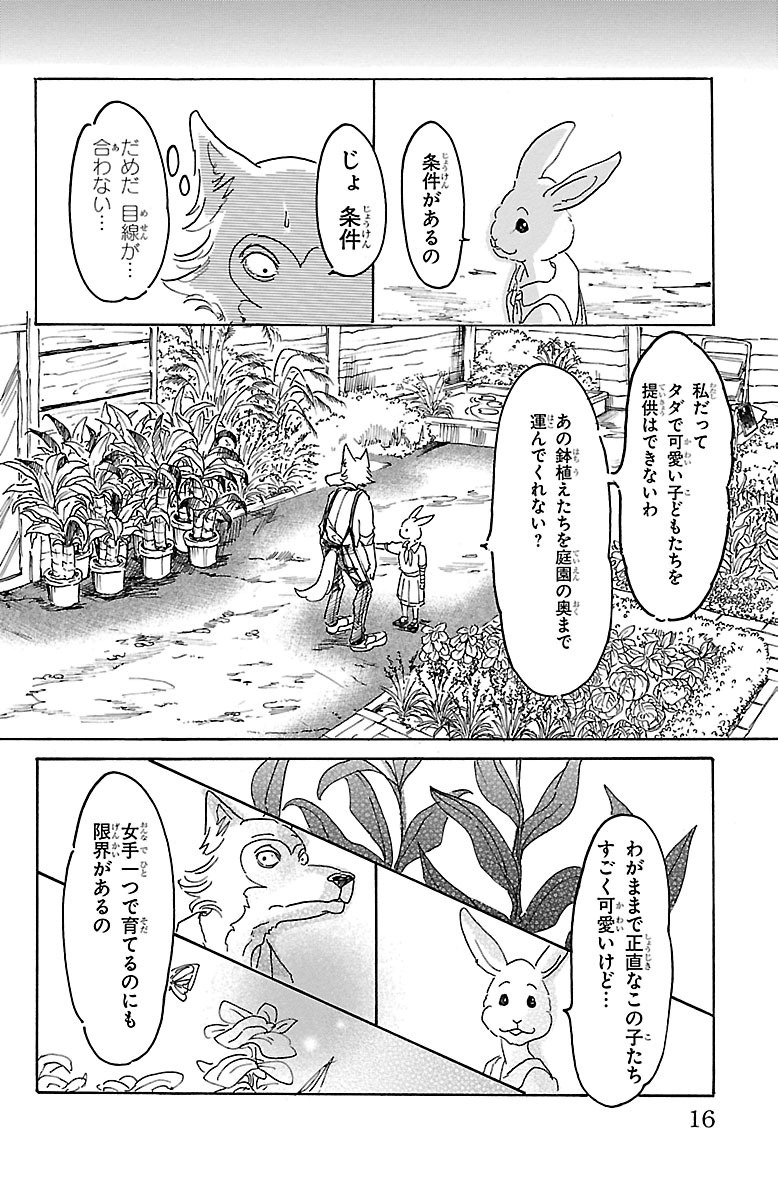 条件があるの
じょ 条件
だめだ 目線が…
合わない…
私だって
タダで可愛い子どもたちを
提供はできないわ
あの鉢植えたちを庭園の奥まで
運んでくれない？
わがままで正直なこの子たち
すごく可愛いけど…
女手一つで育てるのにも
限界があるの
16